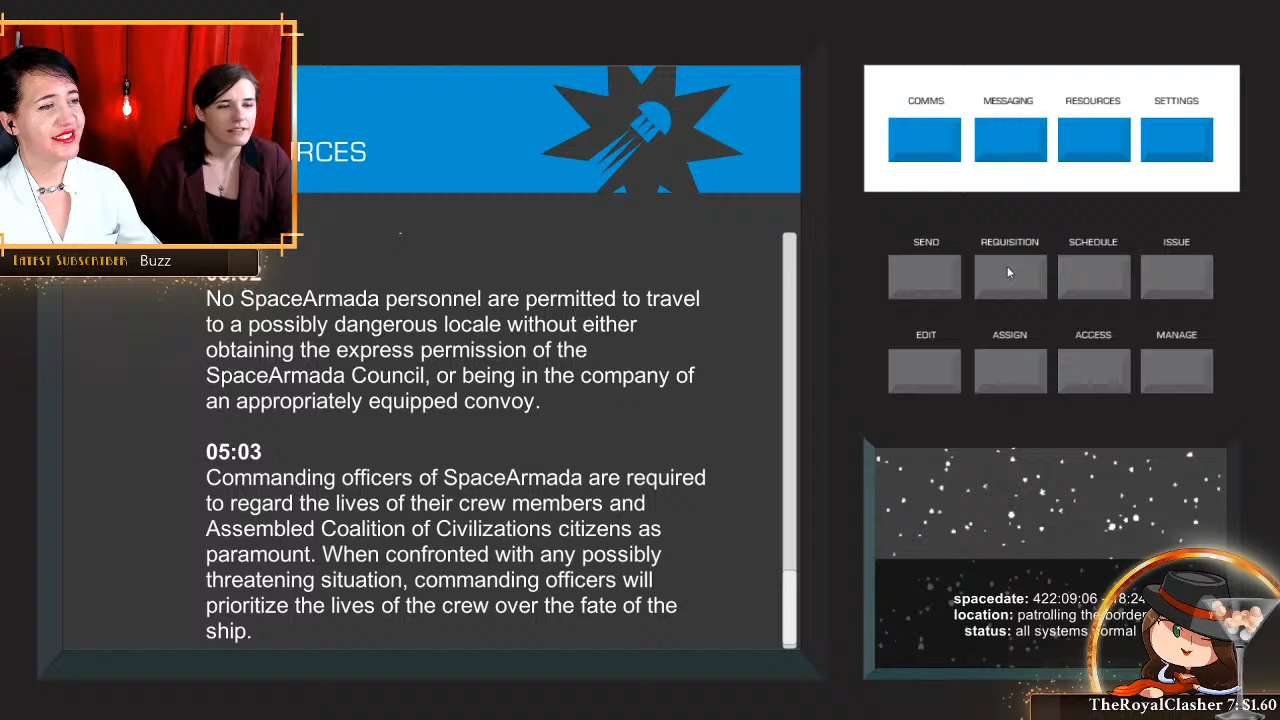 RCES
COMMS MESSAGING RESOURCES SETTINGS
SEND REQUISITION SCHEDULE ISSUE
EDIT ASSIGN ACCESS MANAGE
LATEST SUBSCRIBER Buzz
No SpaceArmada personnel are permitted to travel
to a possibly dangerous locale without either
obtaining the express permission of the
SpaceArmada Council, or being in the company of
an appropriately equipped convoy.
05:03
Commanding officers of SpaceArmada are required
to regard the lives of their crew members and
Assembled Coalition of Civilizations citizens as
paramount. When confronted with any possibly
threatening situation, commanding officers will
prioritize the lives of the crew over the fate of the
ship.
spacedate: 422:09:06
location: patrolling the border
status: all systems normal
TheRoyalClasher 7: $1.60